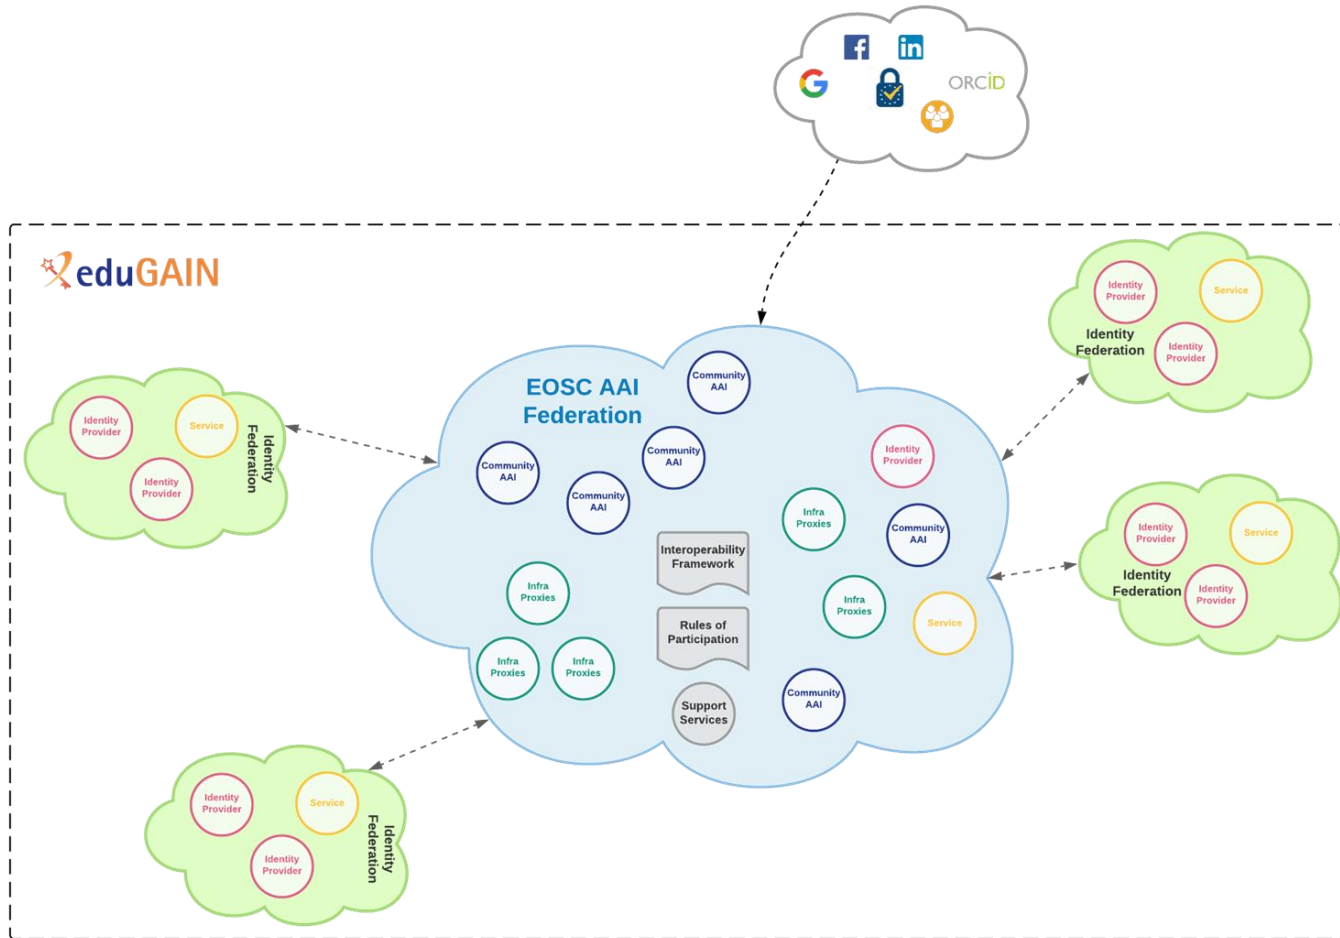 ORCID
eduGAIN
Identity
Provider
Service
Identity
Federation
Identity
Provider
EOSC AAI
Federation
Community
AAI
Community
AAI
Community
AAI
Community
AAI
Identity
Provider
Infra
Proxies
Community
AAI
Interoperability
Framework
Infra
Proxies
Infra
Proxies
Rules of
Participation
Service
Infra
Proxies
Infra
Proxies
Support
Services
Community
AAI
Identity
Provider
Service
Identity
Federation
Identity
Provider
Identity
Provider
Service
Identity
Federation
Identity
Provider
Identity
Provider
Service
Identity
Federation
Identity
Provider